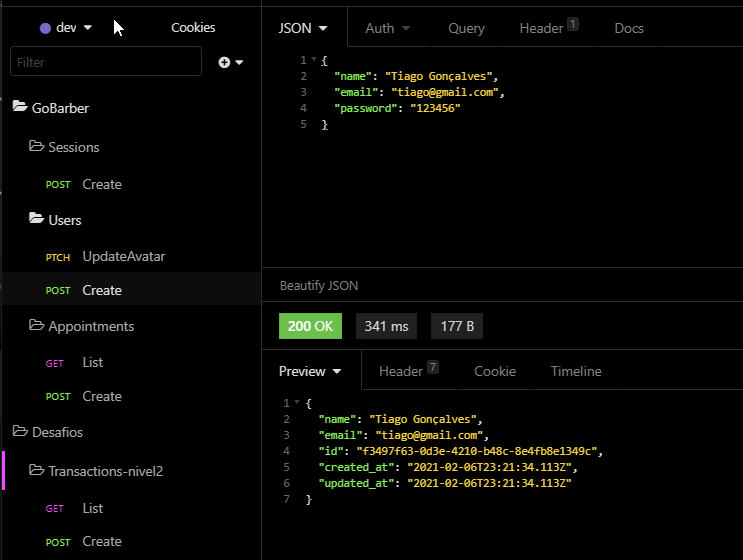 dev
Cookies
Filter
GoBarber
Sessions
POST Create
Users
PTCH UpdateAvatar
POST Create
Appointments
GET List
POST Create
Desafios
Transactions-nivel2
GET List
POST Create
JSON Auth Query Header 1 Docs
1 {
2 "name": "Tiago Gonçalves",
3 "email": "tiago@gmail.com",
4 "password": "123456"
5 }
Beautify JSON
200 OK 341 ms 177 B
Preview Header 7 Cookie Timeline
1 {
2 "name": "Tiago Gonçalves",
3 "email": "tiago@gmail.com",
4 "id": "f3497f63-0d3e-4210-b48c-8e4fb8e1349c",
5 "created_at": "2021-02-06T23:21:34.113Z",
6 "updated_at": "2021-02-06T23:21:34.113Z"
7 }